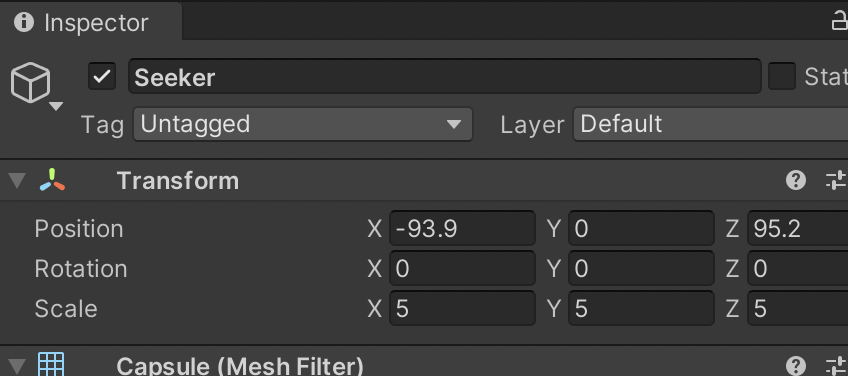 Inspector
Seeker
Stat
Tag Untagged Layer Default
Transform
Position X -93.9 Y 0 Z 95.2
Rotation X 0 Y 0 Z 0
Scale X 5 Y 5 Z 5
Capsule (Mesh Filter)